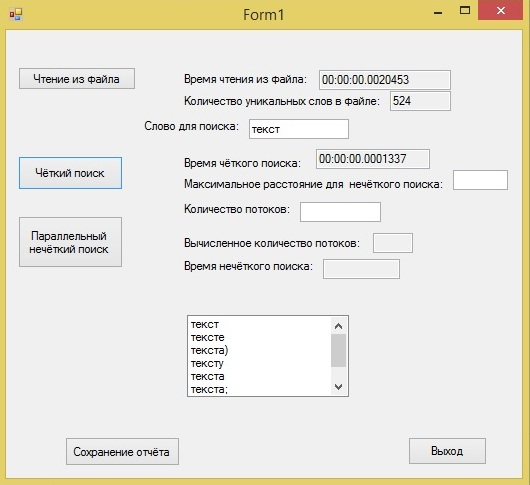 Form1
Чтение из файла
Время чтения из файла: 00:00:00.0020453
Количество уникальных слов в файле: 524
Слово для поиска: текст
Чёткий поиск
Время чёткого поиска: 00:00:00.0001337
Максимальное расстояние для нечёткого поиска:
Количество потоков:
Параллельный
нечёткий поиск
Вычисленное количество потоков:
Время нечёткого поиска:
текст
тексте
текста)
тексту
текста
текста;
Сохранение отчёта
Выход